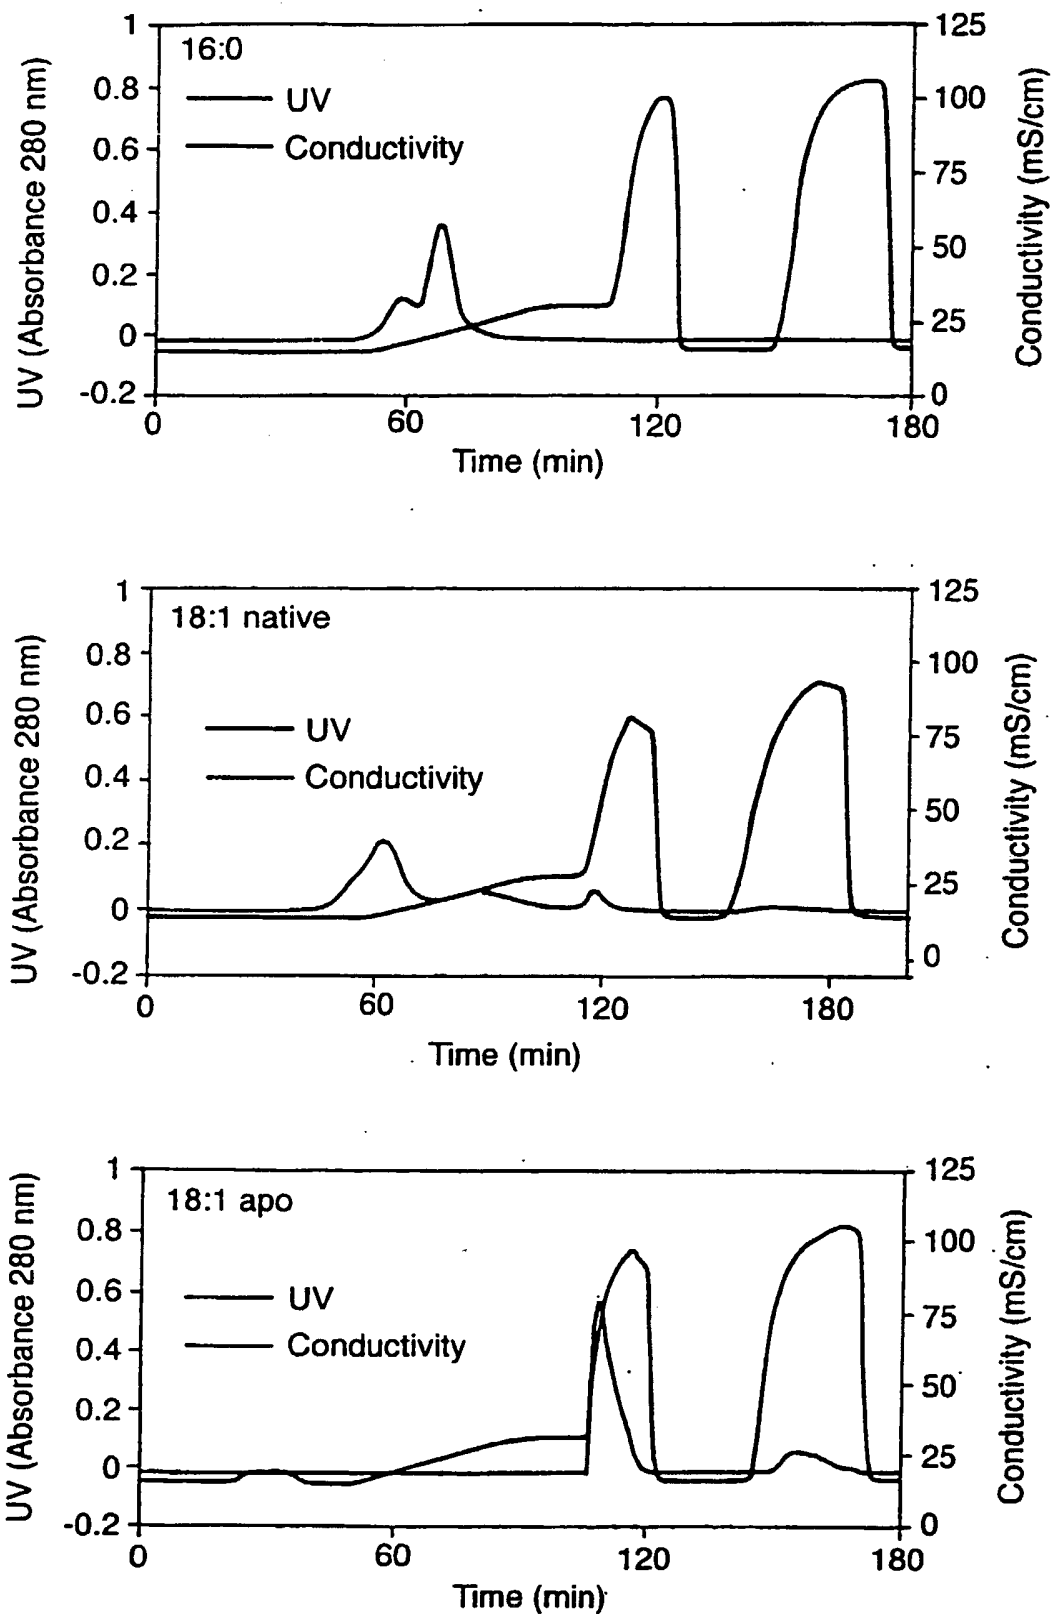 16:0
UV
Conductivity
UV (Absorbance 280 nm)
1
0.8
0.6
0.4
0.2
0
-0.2
125
100
75
50
25
0
Conductivity (mS/cm)
0 60 120 180
Time (min)
18:1 native
UV
Conductivity
UV (Absorbance 280 nm)
1
0.8
0.6
0.4
0.2
0
-0.2
125
100
75
50
25
0
Conductivity (mS/cm)
0 60 120 180
Time (min)
18:1 apo
UV
Conductivity
UV (Absorbance 280 nm)
1
0.8
0.6
0.4
0.2
0
-0.2
125
100
75
50
25
0
Conductivity (mS/cm)
0 60 120 180
Time (min)